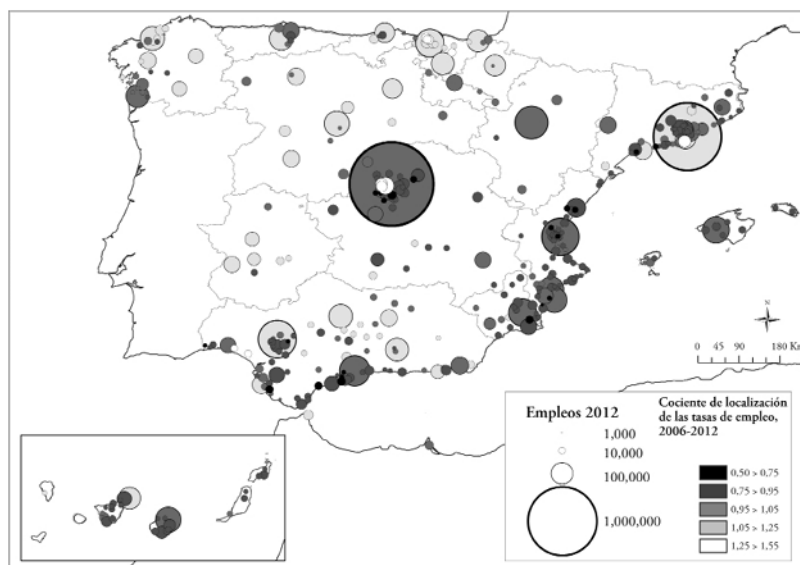 N
0 45 90 180 Km
Empleos 2012
1,000
10,000
100,000
1,000,000
Cociente de localización
de las tasas de empleo,
2006-2012
0,50 > 0,75
0,75 > 0,95
0,95 > 1,05
1,05 > 1,25
1,25 > 1,55